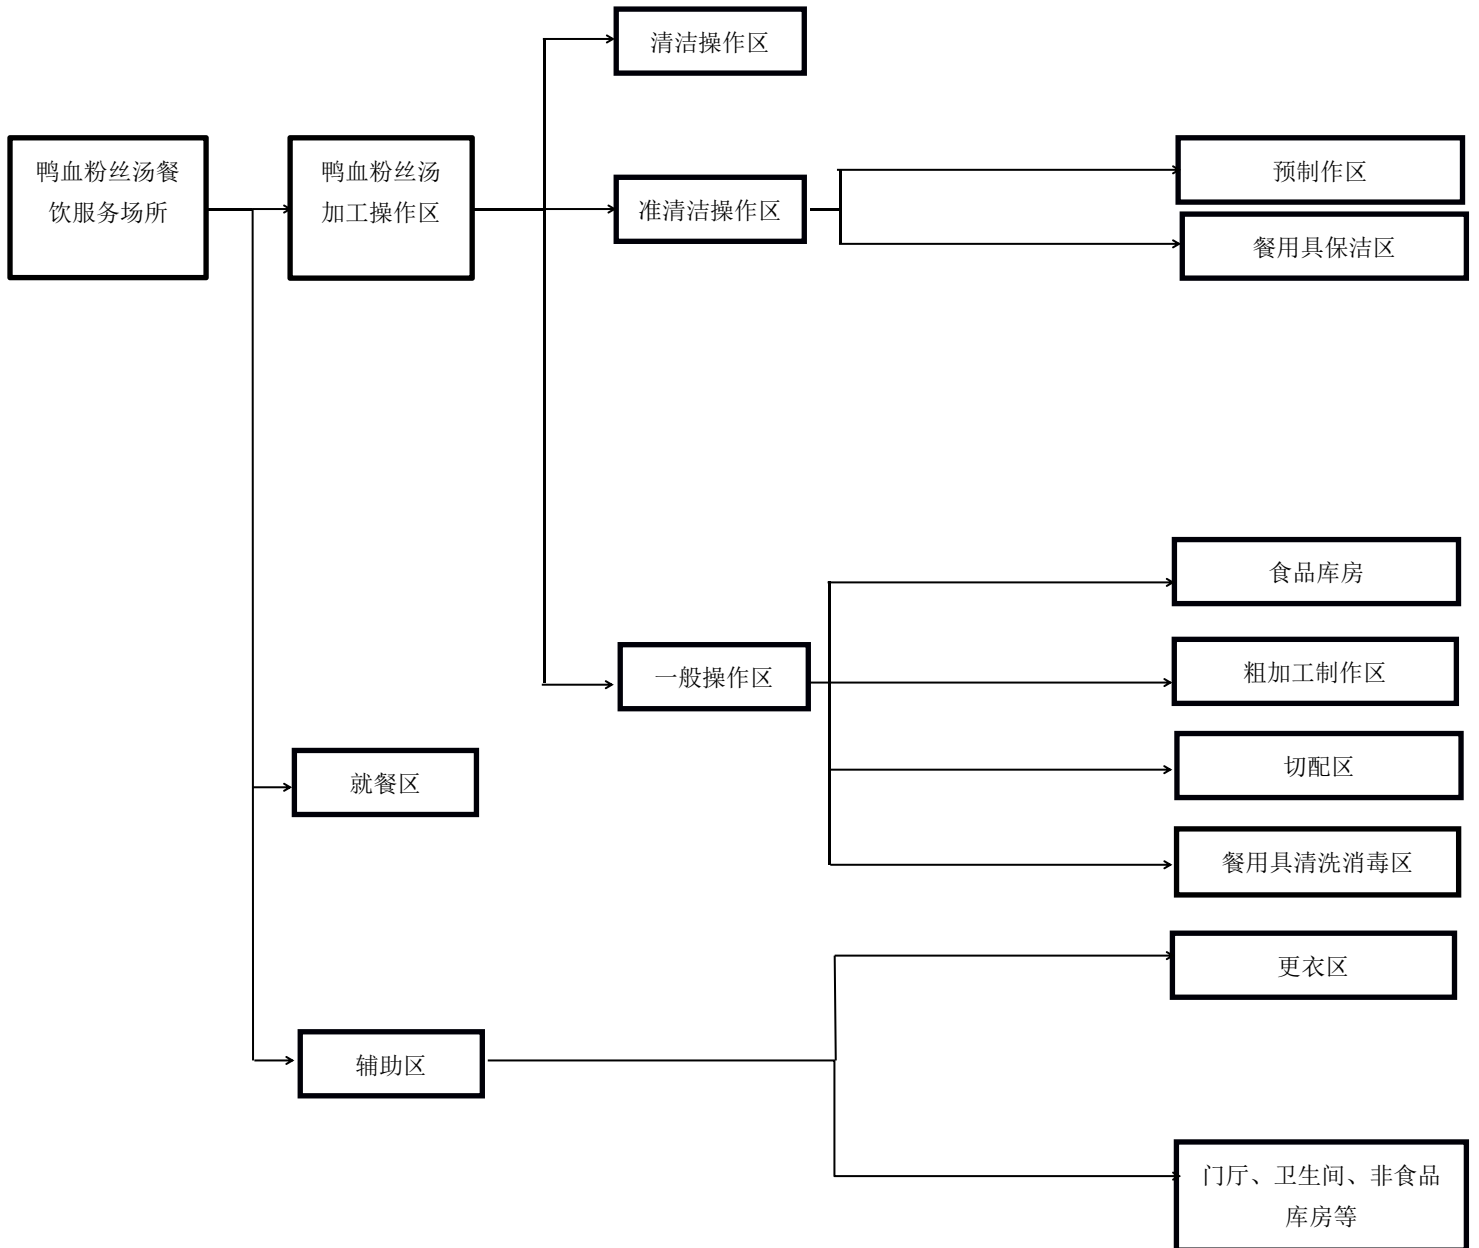 清洁操作区
鸭血粉丝汤餐
饮服务场所
鸭血粉丝汤
加工操作区
准清洁操作区
预制作区
餐用具保洁区
食品库房
一般操作区
粗加工制作区
切配区
就餐区
餐用具清洗消毒区
更衣区
辅助区
门厅、卫生间、非食品
库房等